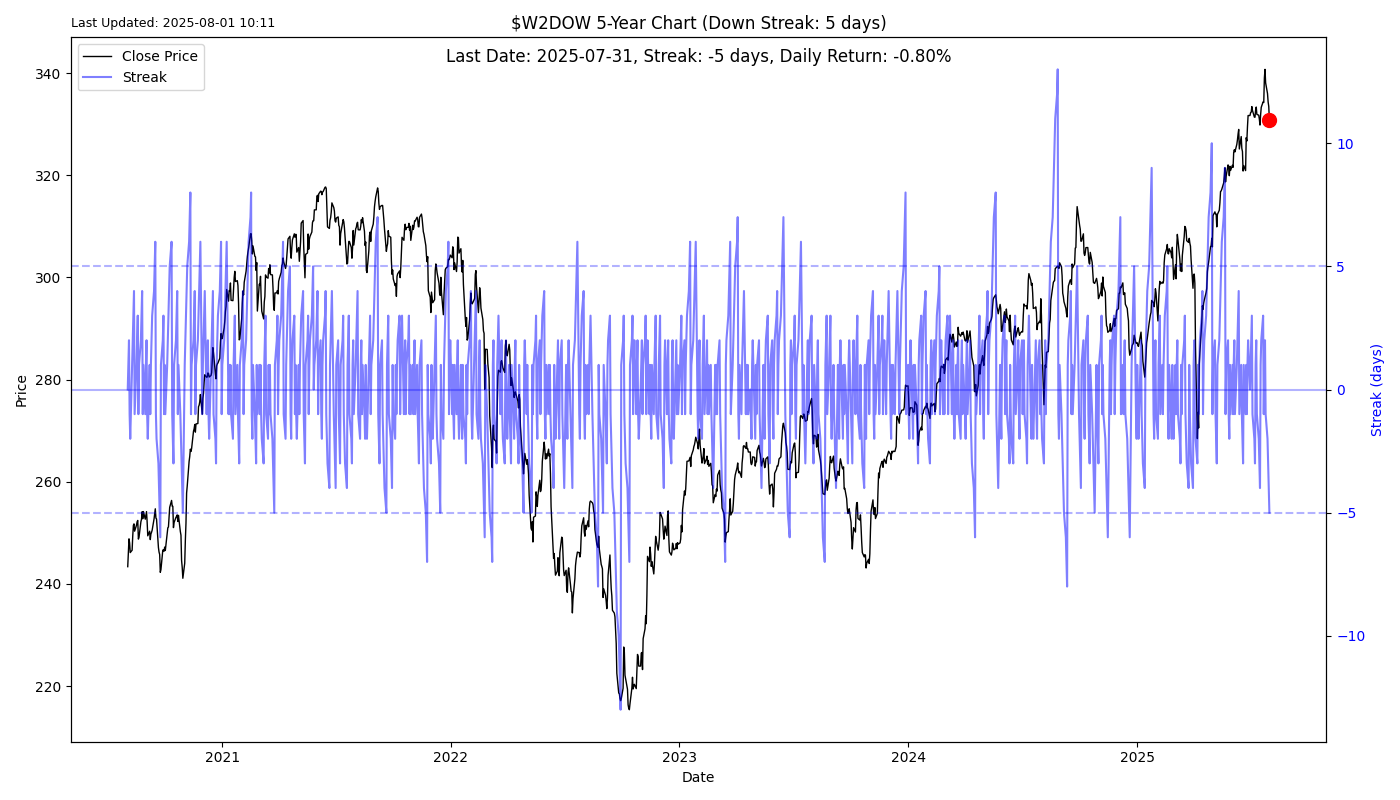 Last Updated: 2025-08-01 10:11
$W2DOW 5-Year Chart (Down Streak: 5 days)
Last Date: 2025-07-31, Streak: -5 days, Daily Return: -0.80%
Close Price
Streak
340
320
300
280
260
240
220
Price
10
5
0
−5
−10
Streak (days)
2021
2022
2023
2024
2025
Date